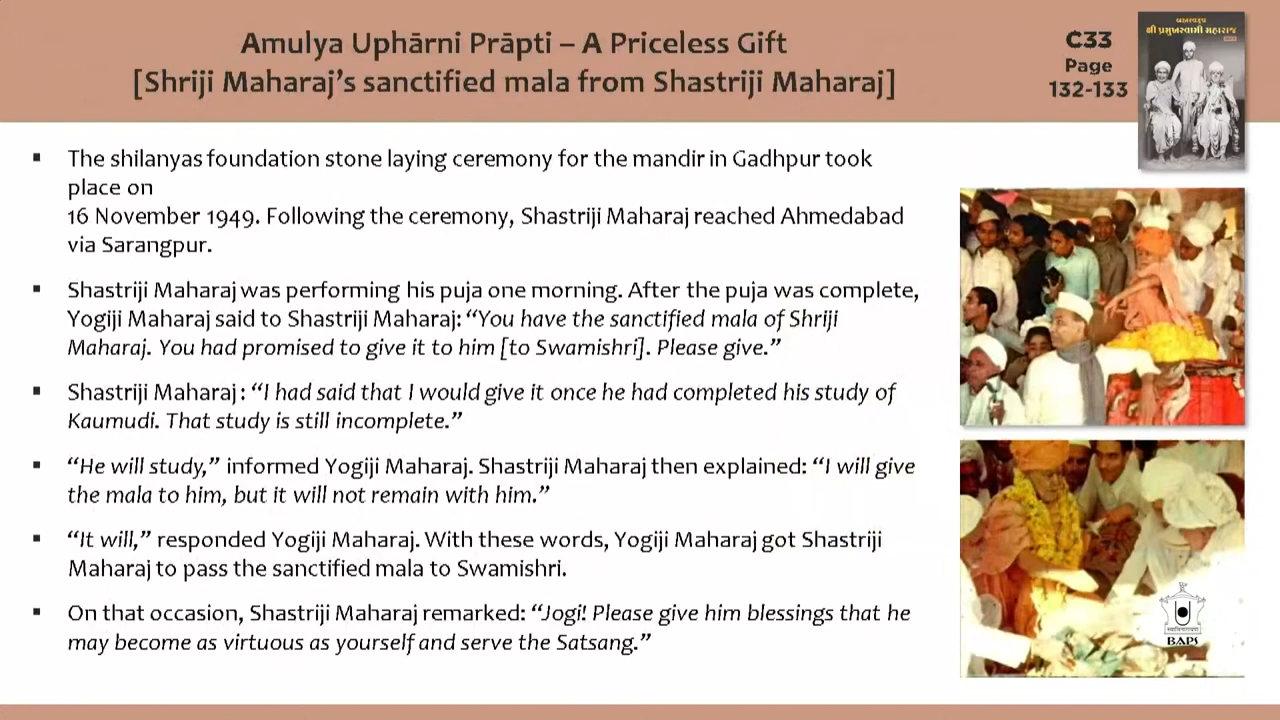 Amulya Uphārni Prāpti – A Priceless Gift
[Shriji Maharaj’s sanctified mala from Shastriji Maharaj]
C33
Page
132-133
શ્રી પ્રમુખસ્વામી મહારાજ
▪ The shilanyas foundation stone laying ceremony for the mandir in Gadhpur took
place on
16 November 1949. Following the ceremony, Shastriji Maharaj reached Ahmedabad
via Sarangpur.
▪ Shastriji Maharaj was performing his puja one morning. After the puja was complete,
Yogiji Maharaj said to Shastriji Maharaj: “You have the sanctified mala of Shriji
Maharaj. You had promised to give it to him [to Swamishri]. Please give.”
▪ Shastriji Maharaj: “I had said that I would give it once he had completed his study of
Kaumudi. That study is still incomplete.”
▪ “He will study,” informed Yogiji Maharaj. Shastriji Maharaj then explained: “I will give
the mala to him, but it will not remain with him.”
▪ “It will,” responded Yogiji Maharaj. With these words, Yogiji Maharaj got Shastriji
Maharaj to pass the sanctified mala to Swamishri.
▪ On that occasion, Shastriji Maharaj remarked: “Jogi! Please give him blessings that he
may become as virtuous as yourself and serve the Satsang.”
BAPS